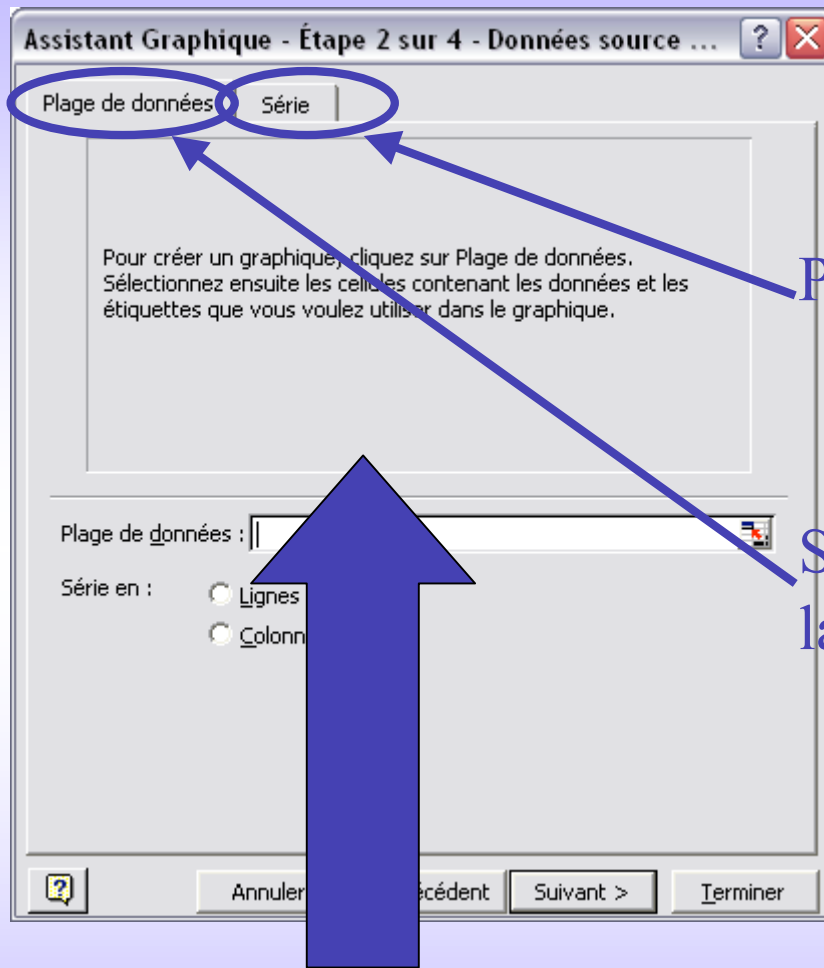 Assistant Graphique - Étape 2 sur 4 - Données source ...
Plage de données
Série
Pour créer un graphique, cliquez sur Plage de données.
Sélectionnez ensuite les cellules contenant les données et les
étiquettes que vous voulez utiliser dans le graphique.
P
Plage de données :
S
la
Série en :
Lignes
Colonn
Annuler
écédent
Suivant >
Terminer